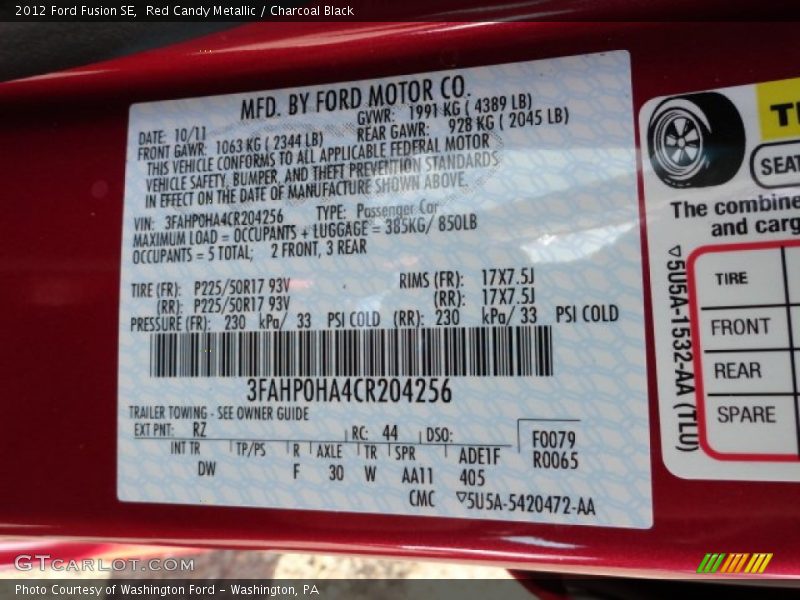 2012 Ford Fusion SE, Red Candy Metallic / Charcoal Black
MFD. BY FORD MOTOR CO.
DATE: 10/11 GVWR: 1991 KG ( 4389 LB)
FRONT GAWR: 1063 KG ( 2344 LB) REAR GAWR: 928 KG ( 2045 LB)
THIS VEHICLE CONFORMS TO ALL APPLICABLE FEDERAL MOTOR
VEHICLE SAFETY, BUMPER, AND THEFT PREVENTION STANDARDS
IN EFFECT ON THE DATE OF MANUFACTURE SHOWN ABOVE.
VIN: 3FAHP0HA4CR204256 TYPE: Passenger Car
MAXIMUM LOAD = OCCUPANTS + LUGGAGE = 385KG/ 850LB
OCCUPANTS = 5 TOTAL; 2 FRONT, 3 REAR
TIRE (FR): P225/50R17 93V RIMS (FR): 17X7.5J
(RR): P225/50R17 93V (RR): 17X7.5J
PRESSURE (FR): 230 kPa/ 33 PSI COLD (RR): 230 kPa/ 33 PSI COLD
3FAHP0HA4CR204256
TRAILER TOWING - SEE OWNER GUIDE
EXT PNT: RZ RC: 44 DSO: F0079
INT TR TP/PS R AXLE TR SPR ADE1F R0065
DW F 30 W AA11 405
CMC ▽5U5A-5420472-AA
SEAT
The combine
and carg
▽5U5A-1532-AA (TLU)
TIRE
FRONT
REAR
SPARE
GTCarLot.com
Photo Courtesy of Washington Ford - Washington, PA